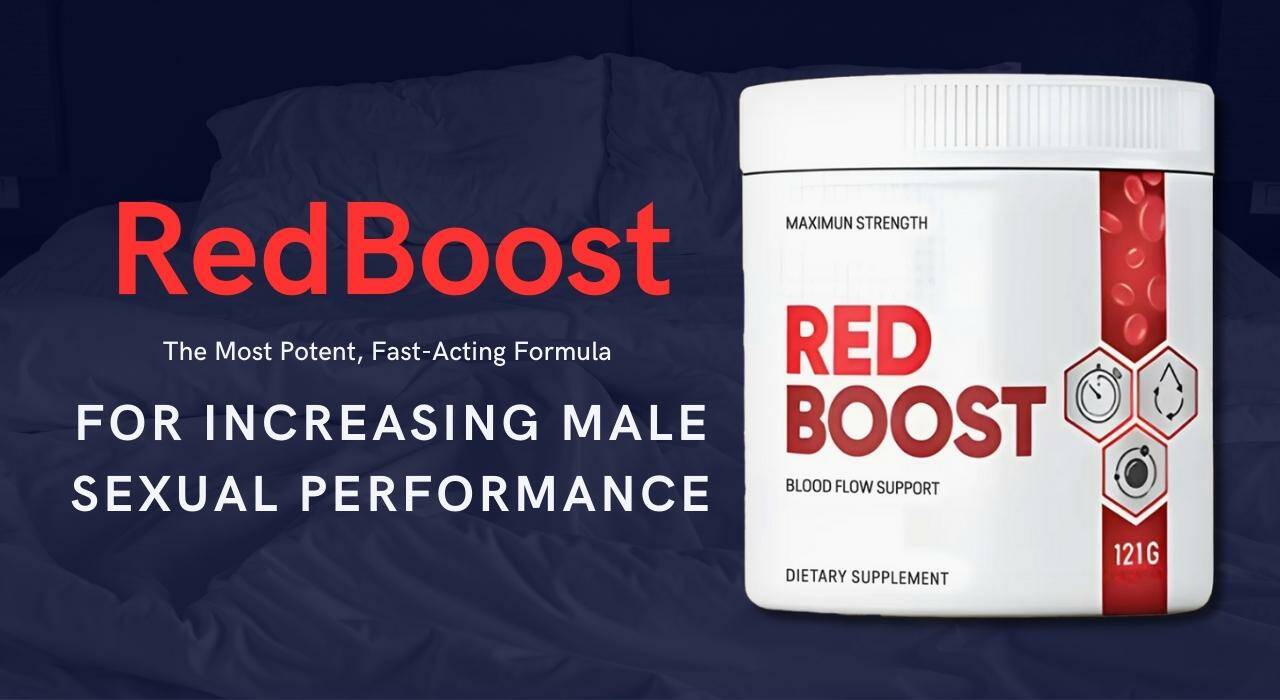 RedBoost
The Most Potent, Fast-Acting Formula
FOR INCREASING MALE
SEXUAL PERFORMANCE
MAXIMUN STRENGTH
RED
BOOST
BLOOD FLOW SUPPORT
DIETARY SUPPLEMENT
121G